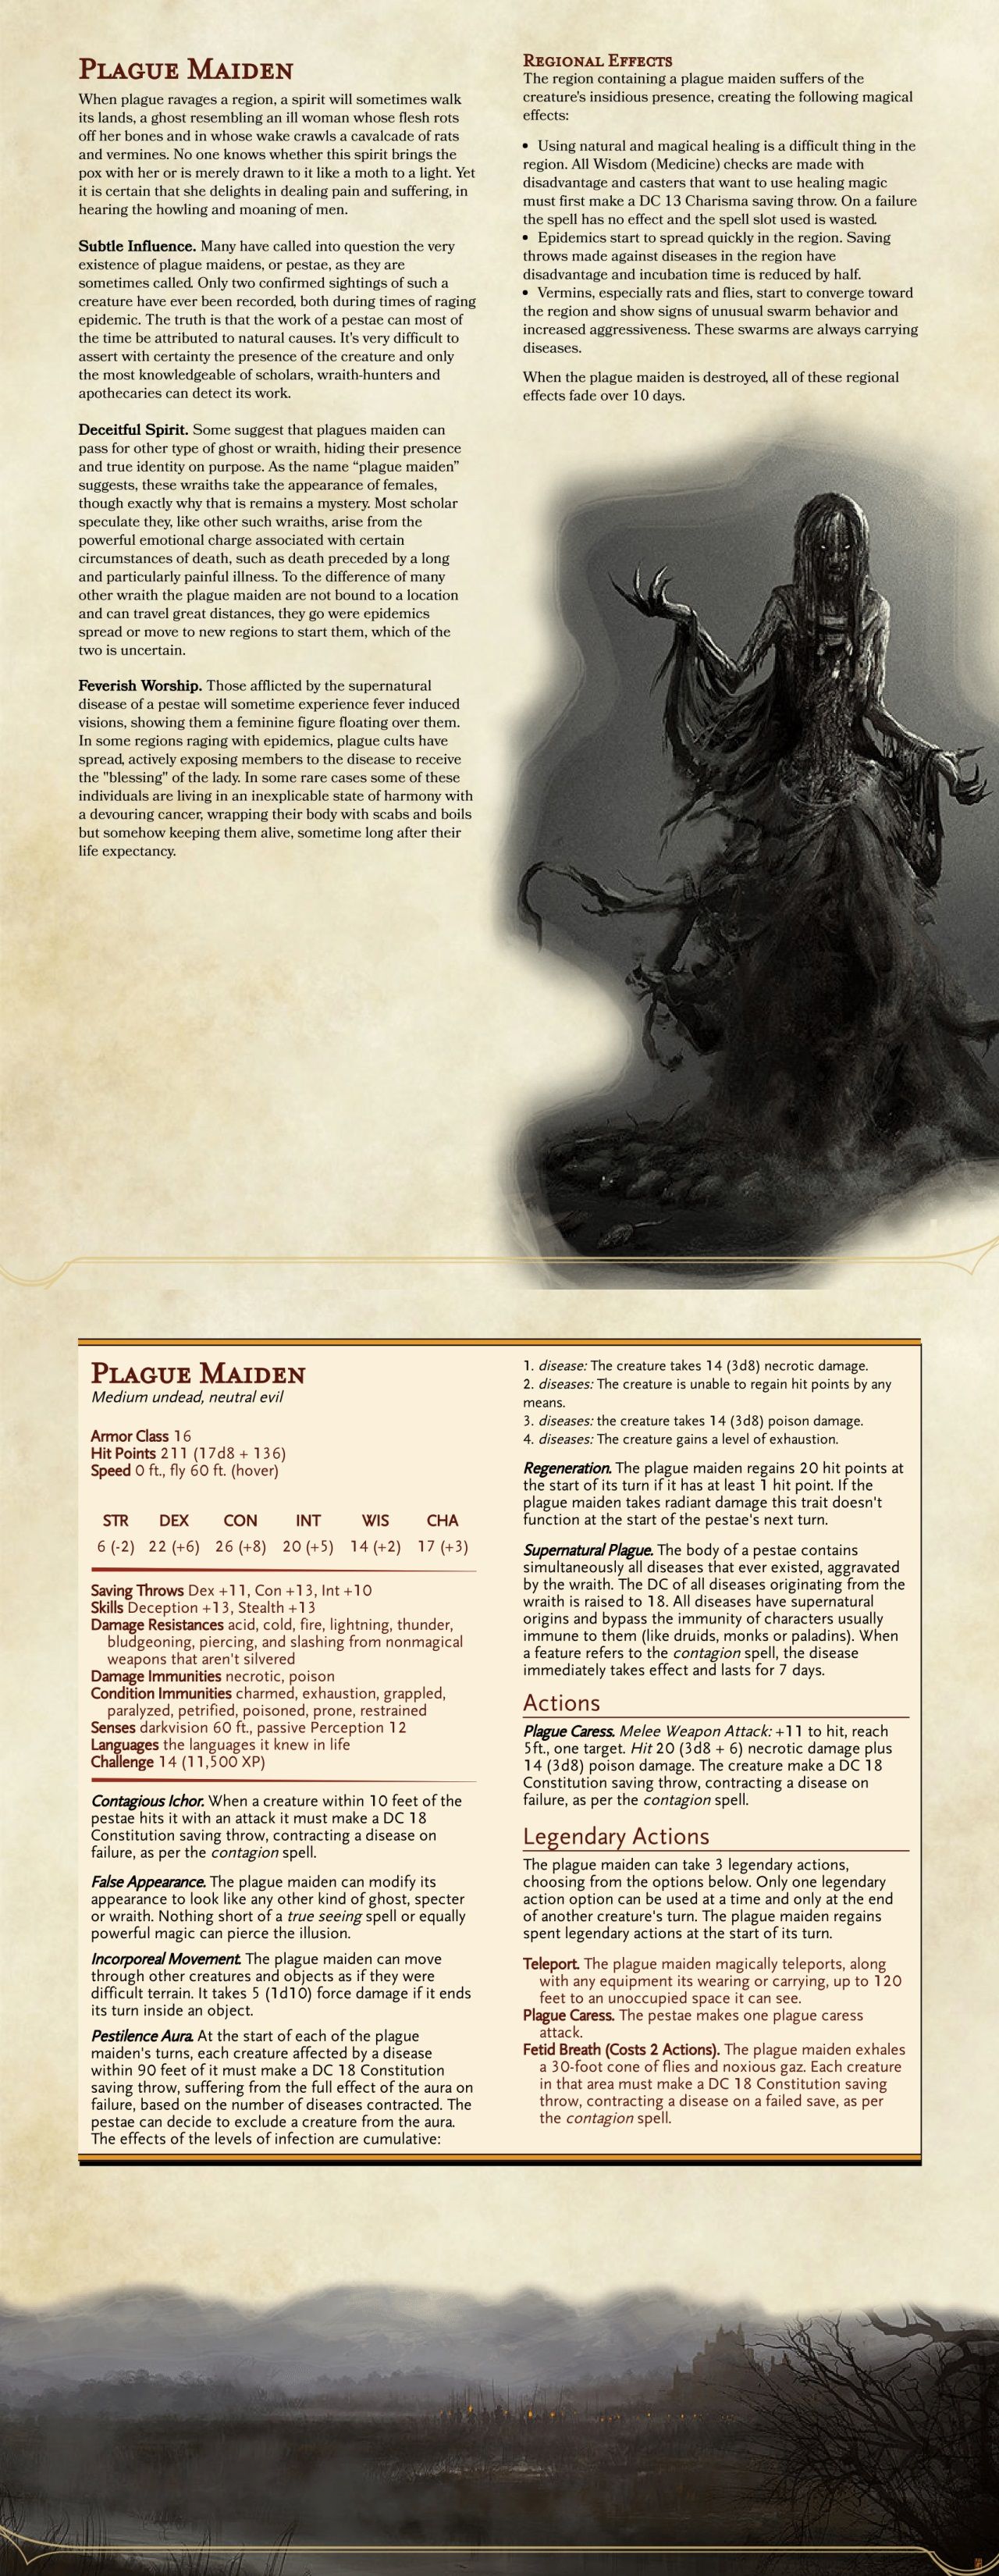 Plague Maiden
When plague ravages a region, a spirit will sometimes walk
its lands, a ghost resembling an ill woman whose flesh rots
off her bones and in whose wake crawls a cavalcade of rats
and vermines. No one knows whether this spirit brings the
pox with her or is merely drawn to it like a moth to a light. Yet
it is certain that she delights in dealing pain and suffering, in
hearing the howling and moaning of men.
Subtle Influence. Many have called into question the very
existence of plague maidens, or pestae, as they are
sometimes called. Only two confirmed sightings of such a
creature have ever been recorded, both during times of raging
epidemic. The truth is that the work of a pestae can most of
the time be attributed to natural causes. It's very difficult to
assert with certainty the presence of the creature and only
the most knowledgeable of scholars, wraith-hunters and
apothecaries can detect its work.
Deceitful Spirit. Some suggest that plagues maiden can
pass for other type of ghost or wraith, hiding their presence
and true identity on purpose. As the name “plague maiden”
suggests, these wraiths take the appearance of females,
though exactly why that is remains a mystery. Most scholar
speculate they, like other such wraiths, arise from the
powerful emotional charge associated with certain
circumstances of death, such as death preceded by a long
and particularly painful illness. To the difference of many
other wraith the plague maiden are not bound to a location
and can travel great distances, they go were epidemics
spread or move to new regions to start them, which of the
two is uncertain.
Feverish Worship. Those afflicted by the supernatural
disease of a pestae will sometime experience fever induced
visions, showing them a feminine figure floating over them.
In some regions raging with epidemics, plague cults have
spread, actively exposing members to the disease to receive
the "blessing" of the lady. In some rare cases some of these
individuals are living in an inexplicable state of harmony with
a devouring cancer, wrapping their body with scabs and boils
but somehow keeping them alive, sometime long after their
life expectancy.
Regional Effects
The region containing a plague maiden suffers of the
creature's insidious presence, creating the following magical
effects:
• Using natural and magical healing is a difficult thing in the
region. All Wisdom (Medicine) checks are made with
disadvantage and casters that want to use healing magic
must first make a DC 13 Charisma saving throw. On a failure
the spell has no effect and the spell slot used is wasted.
• Epidemics start to spread quickly in the region. Saving
throws made against diseases in the region have
disadvantage and incubation time is reduced by half.
• Vermins, especially rats and flies, start to converge toward
the region and show signs of unusual swarm behavior and
increased aggressiveness. These swarms are always carrying
diseases.
When the plague maiden is destroyed, all of these regional
effects fade over 10 days.
Plague Maiden
Medium undead, neutral evil
Armor Class 16
Hit Points 211 (17d8 + 136)
Speed 0 ft., fly 60 ft. (hover)
STR DEX CON INT WIS CHA
6 (-2) 22 (+6) 26 (+8) 20 (+5) 14 (+2) 17 (+3)
Saving Throws Dex +11, Con +13, Int +10
Skills Deception +13, Stealth +13
Damage Resistances acid, cold, fire, lightning, thunder,
bludgeoning, piercing, and slashing from nonmagical
weapons that aren't silvered
Damage Immunities necrotic, poison
Condition Immunities charmed, exhaustion, grappled,
paralyzed, petrified, poisoned, prone, restrained
Senses darkvision 60 ft., passive Perception 12
Languages the languages it knew in life
Challenge 14 (11,500 XP)
Contagious Ichor. When a creature within 10 feet of the
pestae hits it with an attack it must make a DC 18
Constitution saving throw, contracting a disease on
failure, as per the contagion spell.
False Appearance. The plague maiden can modify its
appearance to look like any other kind of ghost, specter
or wraith. Nothing short of a true seeing spell or equally
powerful magic can pierce the illusion.
Incorporeal Movement. The plague maiden can move
through other creatures and objects as if they were
difficult terrain. It takes 5 (1d10) force damage if it ends
its turn inside an object.
Pestilence Aura. At the start of each of the plague
maiden's turns, each creature affected by a disease
within 90 feet of it must make a DC 18 Constitution
saving throw, suffering from the full effect of the aura on
failure, based on the number of diseases contracted. The
pestae can decide to exclude a creature from the aura.
The effects of the levels of infection are cumulative:
1. disease: The creature takes 14 (3d8) necrotic damage.
2. diseases: The creature is unable to regain hit points by any
means.
3. diseases: the creature takes 14 (3d8) poison damage.
4. diseases: The creature gains a level of exhaustion.
Regeneration. The plague maiden regains 20 hit points at
the start of its turn if it has at least 1 hit point. If the
plague maiden takes radiant damage this trait doesn't
function at the start of the pestae's next turn.
Supernatural Plague. The body of a pestae contains
simultaneously all diseases that ever existed, aggravated
by the wraith. The DC of all diseases originating from the
wraith is raised to 18. All diseases have supernatural
origins and bypass the immunity of characters usually
immune to them (like druids, monks or paladins). When
a feature refers to the contagion spell, the disease
immediately takes effect and lasts for 7 days.
Actions
Plague Caress. Melee Weapon Attack: +11 to hit, reach
5ft., one target. Hit 20 (3d8 + 6) necrotic damage plus
14 (3d8) poison damage. The creature make a DC 18
Constitution saving throw, contracting a disease on
failure, as per the contagion spell.
Legendary Actions
The plague maiden can take 3 legendary actions,
choosing from the options below. Only one legendary
action option can be used at a time and only at the end
of another creature's turn. The plague maiden regains
spent legendary actions at the start of its turn.
Teleport. The plague maiden magically teleports, along
with any equipment its wearing or carrying, up to 120
feet to an unoccupied space it can see.
Plague Caress. The pestae makes one plague caress
attack.
Fetid Breath (Costs 2 Actions). The plague maiden exhales
a 30-foot cone of flies and noxious gaz. Each creature
in that area must make a DC 18 Constitution saving
throw, contracting a disease on a failed save, as per
the contagion spell.